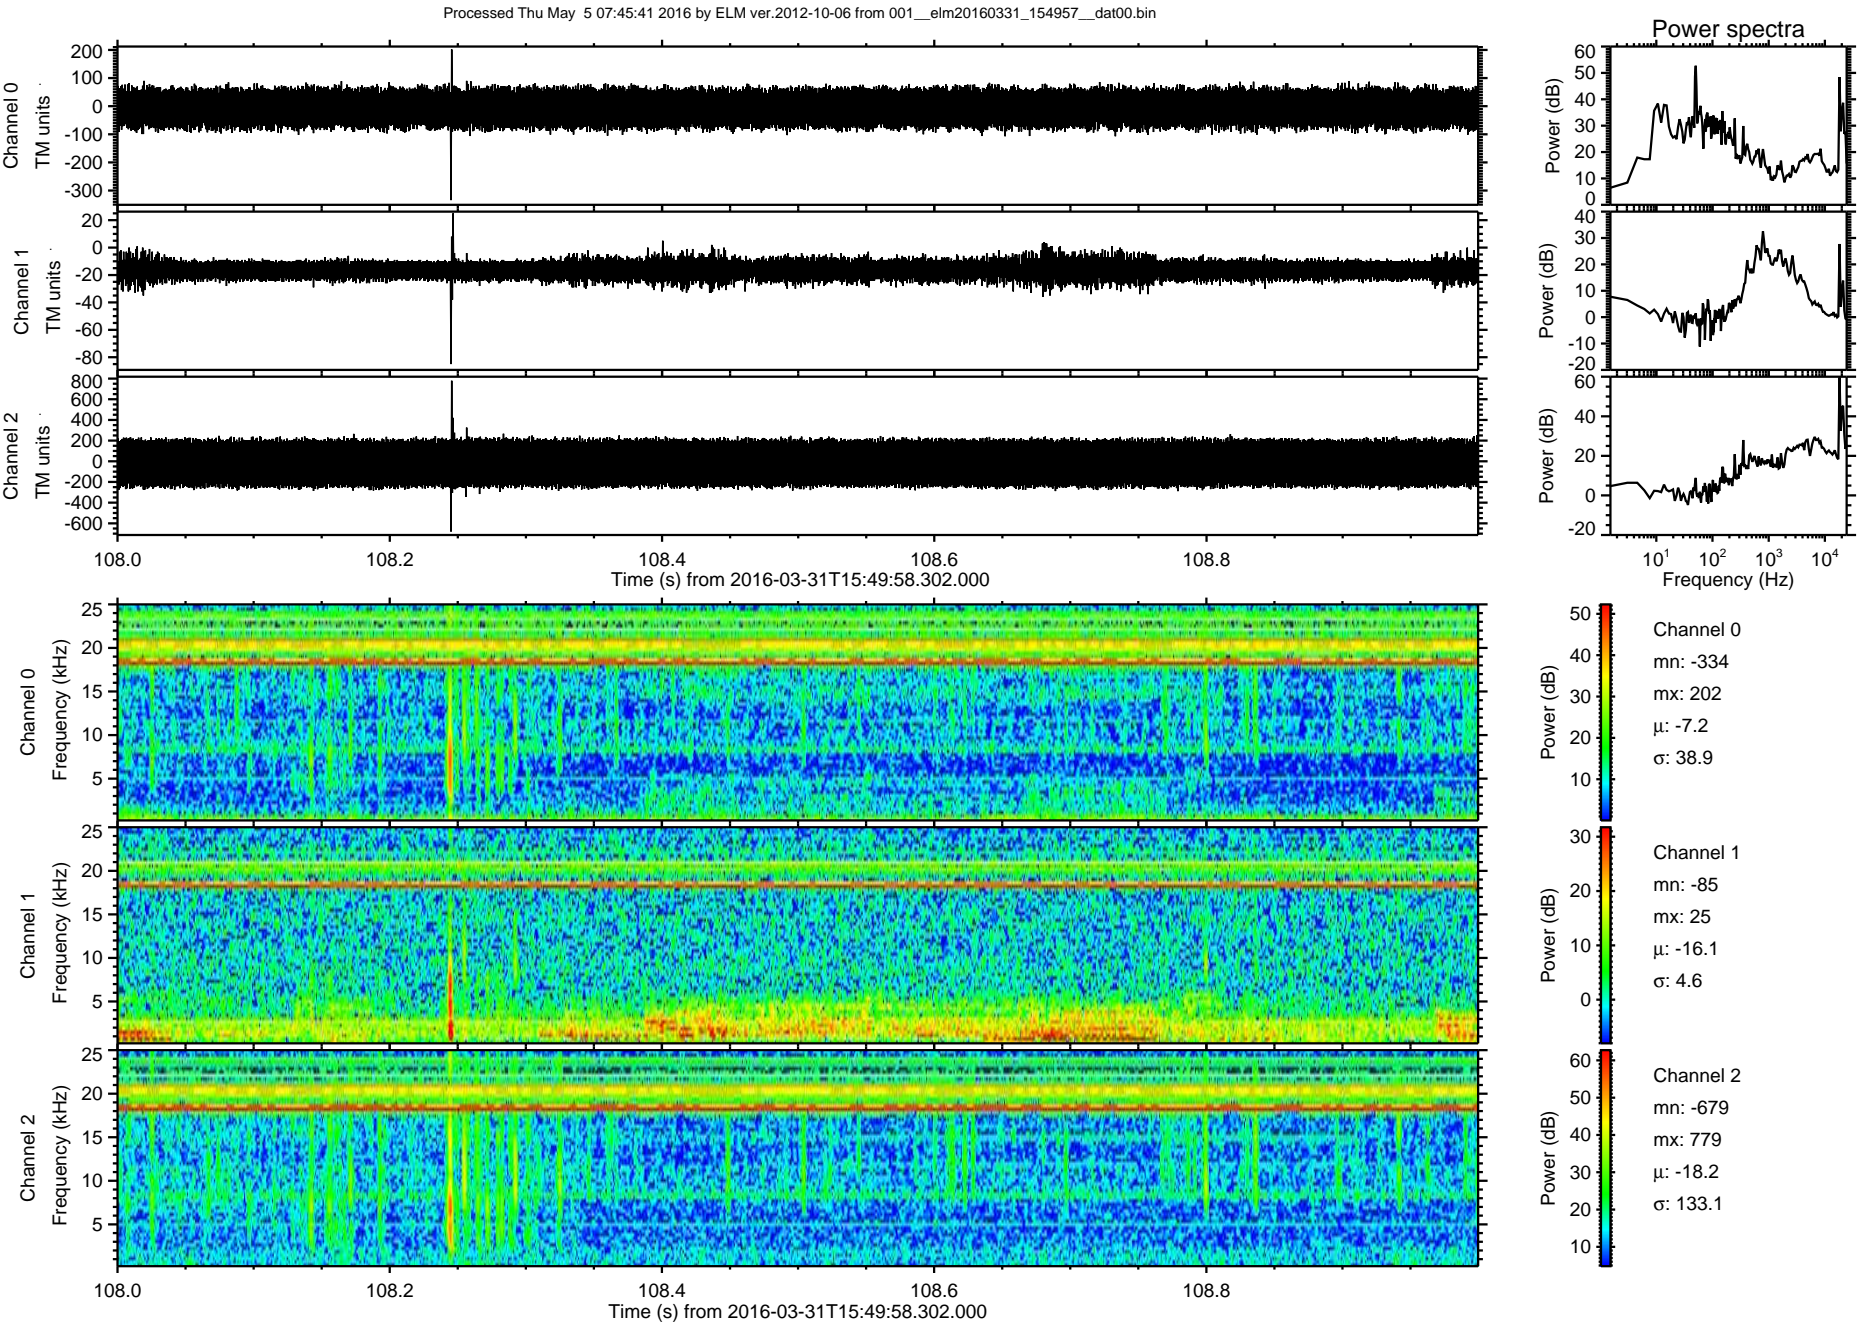 Processed Thu May  5 07:45:41 2016 by ELM ver.2012-10-06 from 001__elm20160331_154957__dat00.bin
Power spectra
Channel 0
TM units
200
100
0
-100
-200
-300
Power (dB)
60
50
40
30
20
10
0
Channel 1
TM units
20
0
-20
-40
-60
-80
Power (dB)
40
30
20
10
0
-10
-20
Channel 2
TM units
800
600
400
200
0
-200
-400
-600
Power (dB)
60
40
20
0
-20
108.0 108.2 108.4 108.6 108.8
Time (s) from 2016-03-31T15:49:58.302.000
10¹ 10² 10³ 10⁴
Frequency (Hz)
Channel 0
Frequency (kHz)
25
20
15
10
5
Power (dB)
50
40
30
20
10
Channel 0
mn: -334
mx: 202
μ: -7.2
σ: 38.9
Channel 1
Frequency (kHz)
25
20
15
10
5
Power (dB)
30
20
10
0
Channel 1
mn: -85
mx: 25
μ: -16.1
σ: 4.6
Channel 2
Frequency (kHz)
25
20
15
10
5
Power (dB)
60
50
40
30
20
10
Channel 2
mn: -679
mx: 779
μ: -18.2
σ: 133.1
108.0 108.2 108.4 108.6 108.8
Time (s) from 2016-03-31T15:49:58.302.000